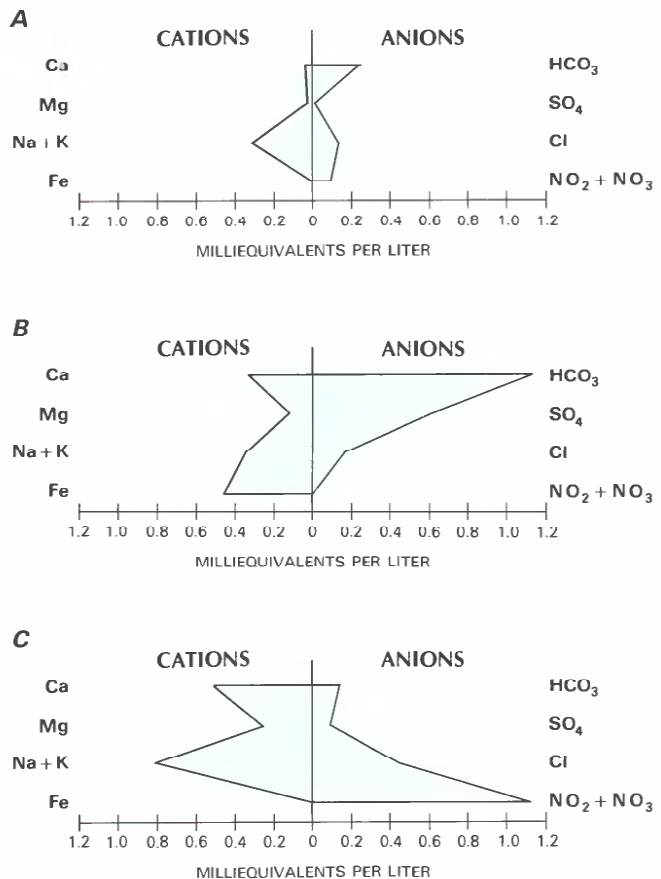 A
CATIONS ANIONS
Ca HCO3
Mg SO4
Na + K Cl
Fe NO2 + NO3
1.2 1.0 0.8 0.6 0.4 0.2 0 0.2 0.4 0.6 0.8 1.0 1.2
MILLIEQUIVALENTS PER LITER
B
CATIONS ANIONS
Ca HCO3
Mg SO4
Na + K Cl
Fe NO2 + NO3
1.2 1.0 0.8 0.6 0.4 0.2 0 0.2 0.4 0.6 0.8 1.0 1.2
MILLIEQUIVALENTS PER LITER
C
CATIONS ANIONS
Ca HCO3
Mg SO4
Na + K Cl
Fe NO2 + NO3
1.2 1.0 0.8 0.6 0.4 0.2 0 0.2 0.4 0.6 0.8 1.0 1.2
MILLIEQUIVALENTS PER LITER